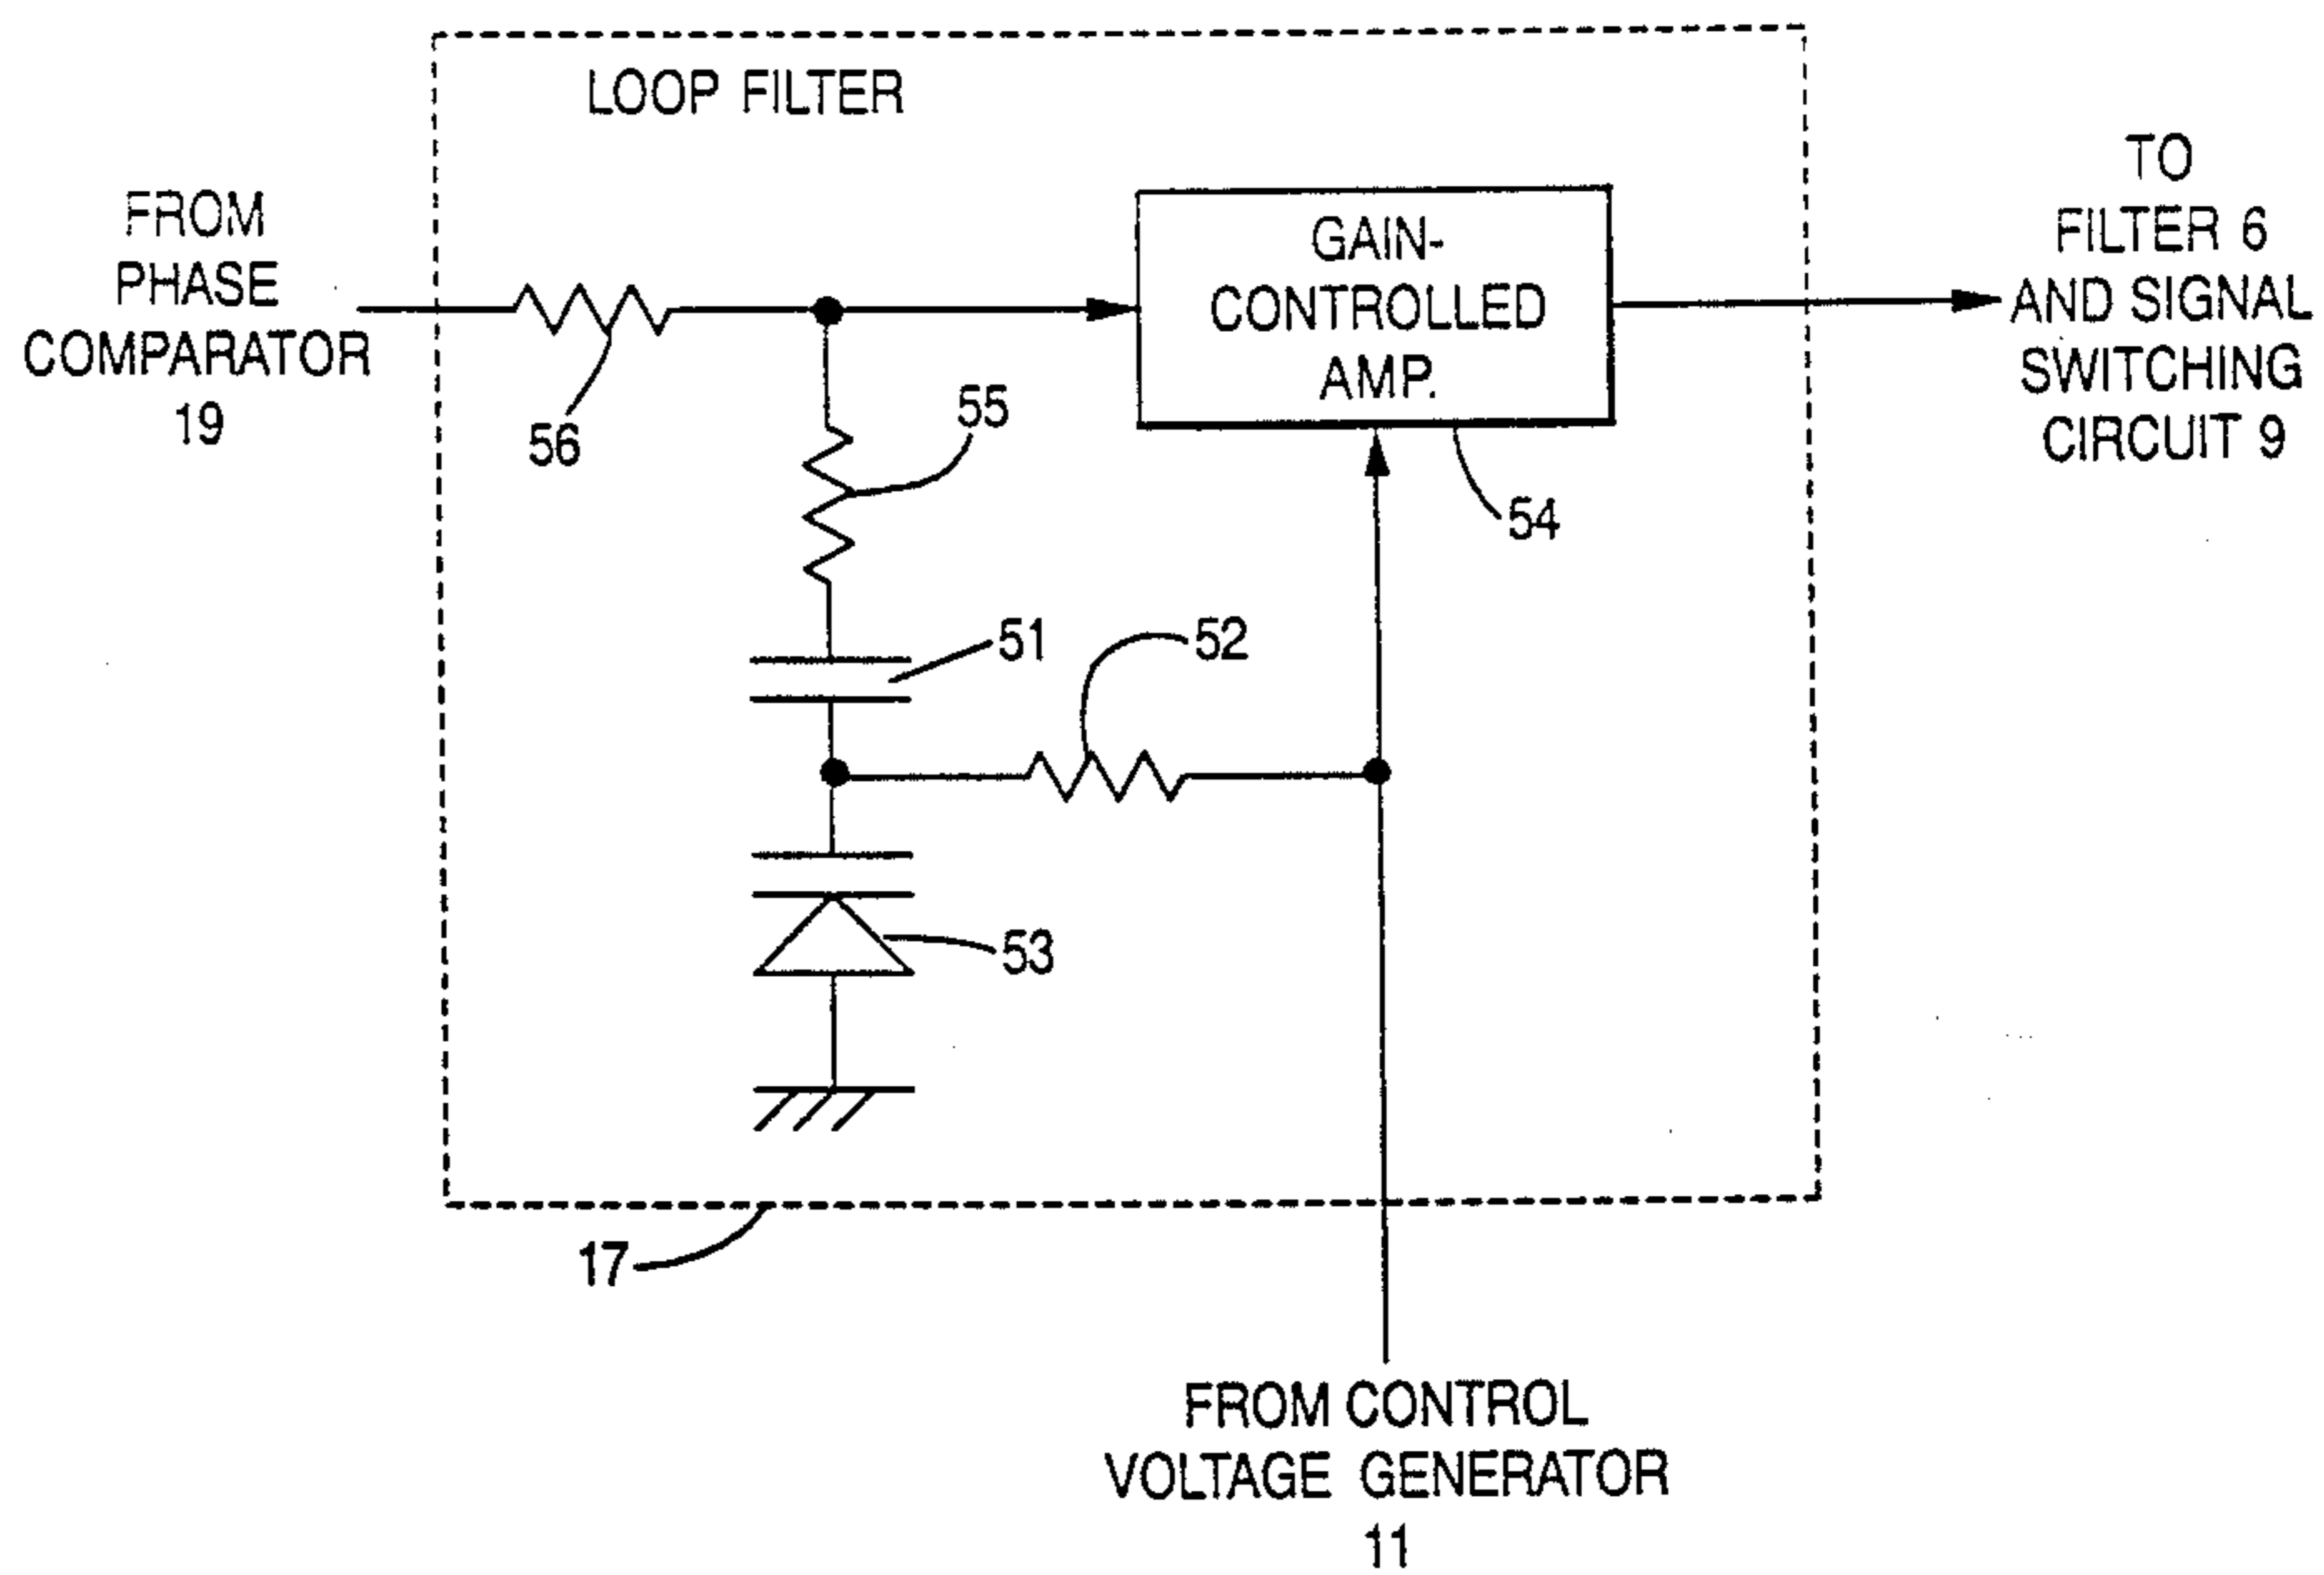 LOOP FILTER
FROM
PHASE
COMPARATOR
19
56
55
GAIN-
CONTROLLED
AMP.
54
TO
FILTER 6
AND SIGNAL
SWITCHING
CIRCUIT 9
51
52
53
17
FROM CONTROL
VOLTAGE GENERATOR
11